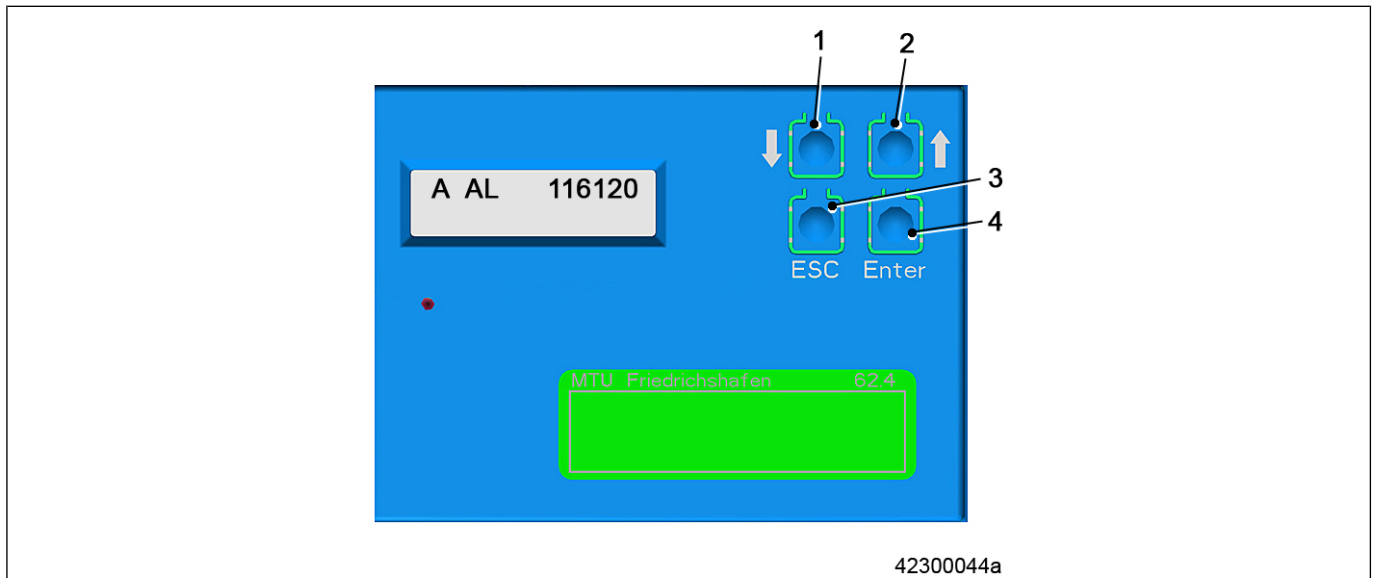 1 2
A AL 116120
3
4
ESC Enter
MTU Friedrichshafen 62.4
42300044a